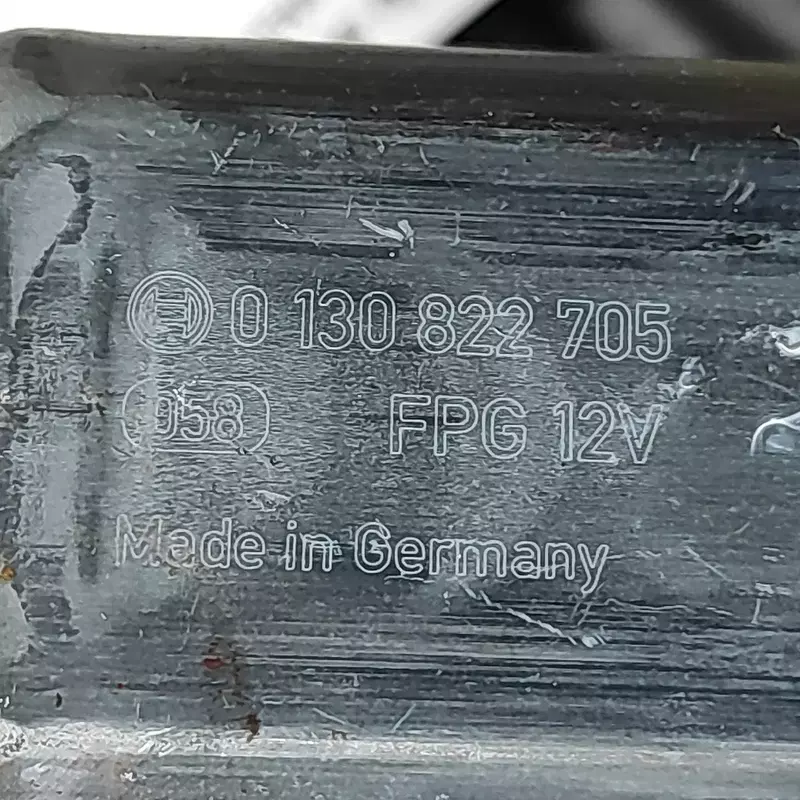 0 130 822 705
058 FPG 12V
Made in Germany